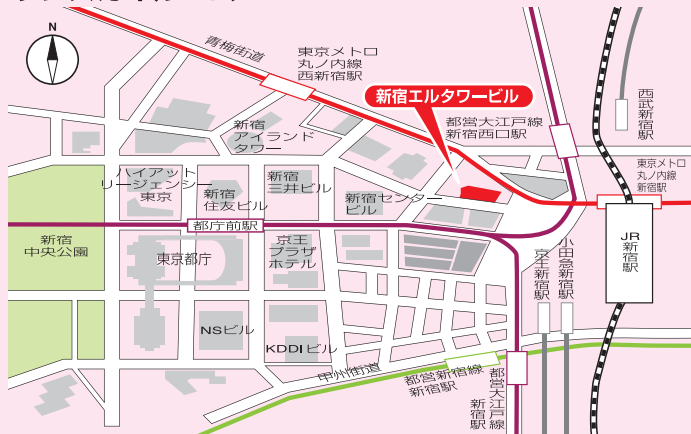 N
青梅街道
東京メトロ
丸ノ内線
西新宿駅
新宿エルタワービル
都営大江戸線
新宿西口駅
西武新宿駅
東京メトロ
丸ノ内線
新宿駅
新宿
アイランド
タワー
ハイアット
リージェンシー
東京
新宿
住友ビル
新宿
三井ビル
新宿センター
ビル
都庁前駅
新宿
中央公園
東京都庁
京王
プラザ
ホテル
京王新宿駅
小田急新宿駅
JR
新宿駅
NSビル
KDDIビル
甲州街道
都営新宿線
新宿駅
都営大江戸線
新宿駅